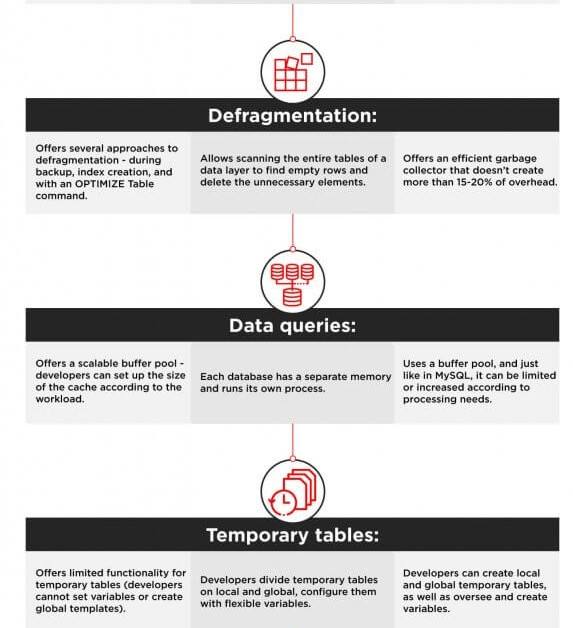 Defragmentation:
Offers several approaches to
defragmentation - during
backup, index creation, and
with an OPTIMIZE Table
command.
Allows scanning the entire tables of a
data layer to find empty rows and
delete the unnecessary elements.
Offers an efficient garbage
collector that doesn't create
more than 15-20% of overhead.
Data queries:
Offers a scalable buffer pool -
developers can set up the size
of the cache according to the
workload.
Each database has a separate memory
and runs its own process.
Uses a buffer pool, and just
like in MySQL, it can be limited
or increased according to
processing needs.
Temporary tables:
Offers limited functionality for
temporary tables (developers
cannot set variables or create
global templates).
Developers divide temporary tables
on local and global, configure them
with flexible variables.
Developers can create local
and global temporary tables,
as well as oversee and create
variables.